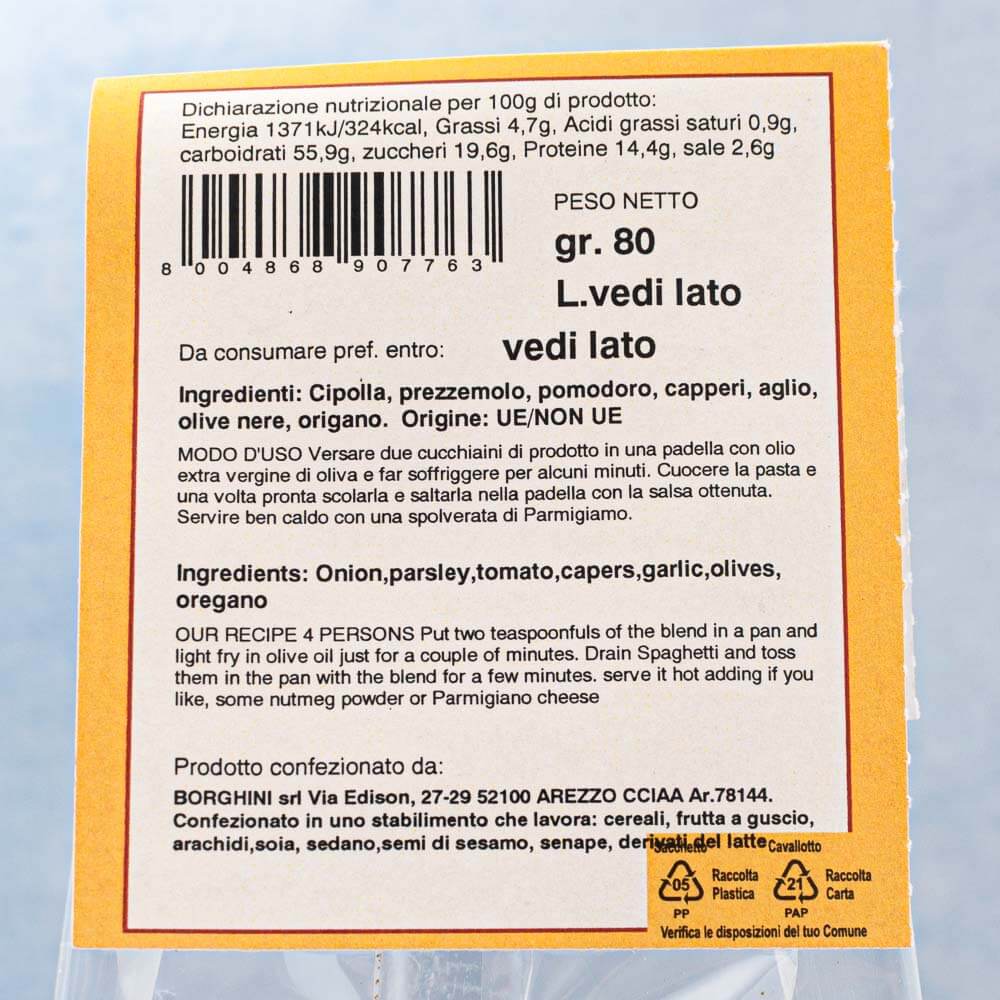 Dichiarazione nutrizionale per 100g di prodotto:
Energia 1371kJ/324kcal, Grassi 4,7g, Acidi grassi saturi 0,9g,
carboidrati 55,9g, zuccheri 19,6g, Proteine 14,4g, sale 2,6g
8 004868 907763
PESO NETTO
gr. 80
L.vedi lato
Da consumare pref. entro: vedi lato
Ingredienti: Cipolla, prezzemolo, pomodoro, capperi, aglio,
olive nere, origano. Origine: UE/NON UE
MODO D'USO Versare due cucchiaini di prodotto in una padella con olio
extra vergine di oliva e far soffriggere per alcuni minuti. Cuocere la pasta e
una volta pronta scolarla e saltarla nella padella con la salsa ottenuta.
Servire ben caldo con una spolverata di Parmigiamo.
Ingredients: Onion,parsley,tomato,capers,garlic,olives,
oregano
OUR RECIPE 4 PERSONS Put two teaspoonfuls of the blend in a pan and
light fry in olive oil just for a couple of minutes. Drain Spaghetti and toss
them in the pan with the blend for a few minutes. serve it hot adding if you
like, some nutmeg powder or Parmigiano cheese
Prodotto confezionato da:
BORGHINI srl Via Edison, 27-29 52100 AREZZO CCIAA Ar.78144.
Confezionato in uno stabilimento che lavora: cereali, frutta a guscio,
arachidi,soia, sedano,semi di sesamo, senape, derivati del latte
Sacchetto Cavallotto
05 Raccolta 21 Raccolta
Plastica Carta
PP PAP
Verifica le disposizioni del tuo Comune